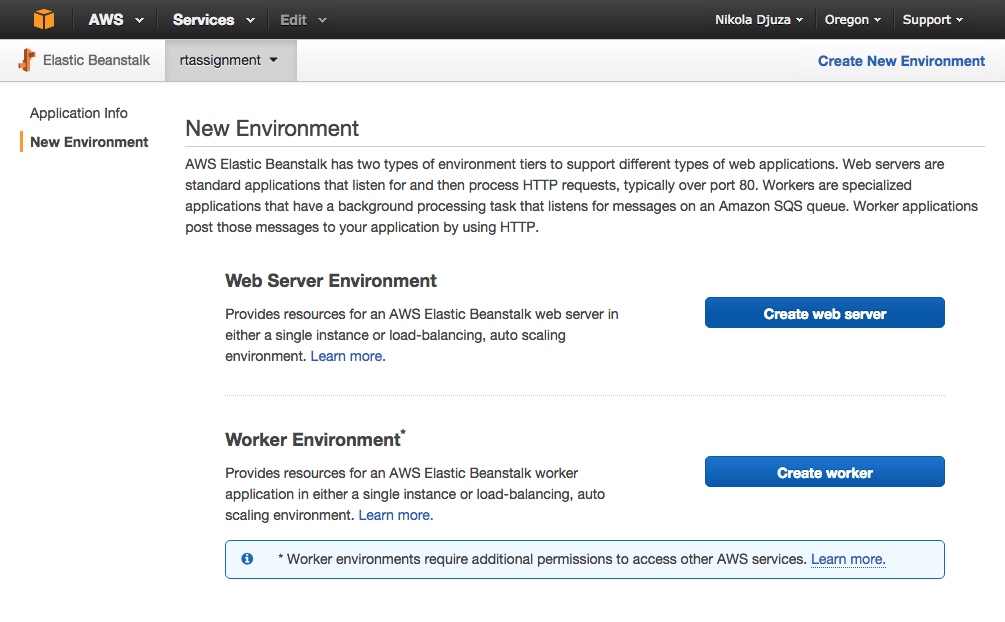 AWS Services Edit Nikola Djuza Oregon Support
Elastic Beanstalk rtassignment Create New Environment
Application Info
New Environment
New Environment
AWS Elastic Beanstalk has two types of environment tiers to support different types of web applications. Web servers are
standard applications that listen for and then process HTTP requests, typically over port 80. Workers are specialized
applications that have a background processing task that listens for messages on an Amazon SQS queue. Worker applications
post those messages to your application by using HTTP.
Web Server Environment
Provides resources for an AWS Elastic Beanstalk web server in
either a single instance or load-balancing, auto scaling
environment. Learn more.
Create web server
Worker Environment*
Provides resources for an AWS Elastic Beanstalk worker
application in either a single instance or load-balancing, auto
scaling environment. Learn more.
Create worker
* Worker environments require additional permissions to access other AWS services. Learn more.